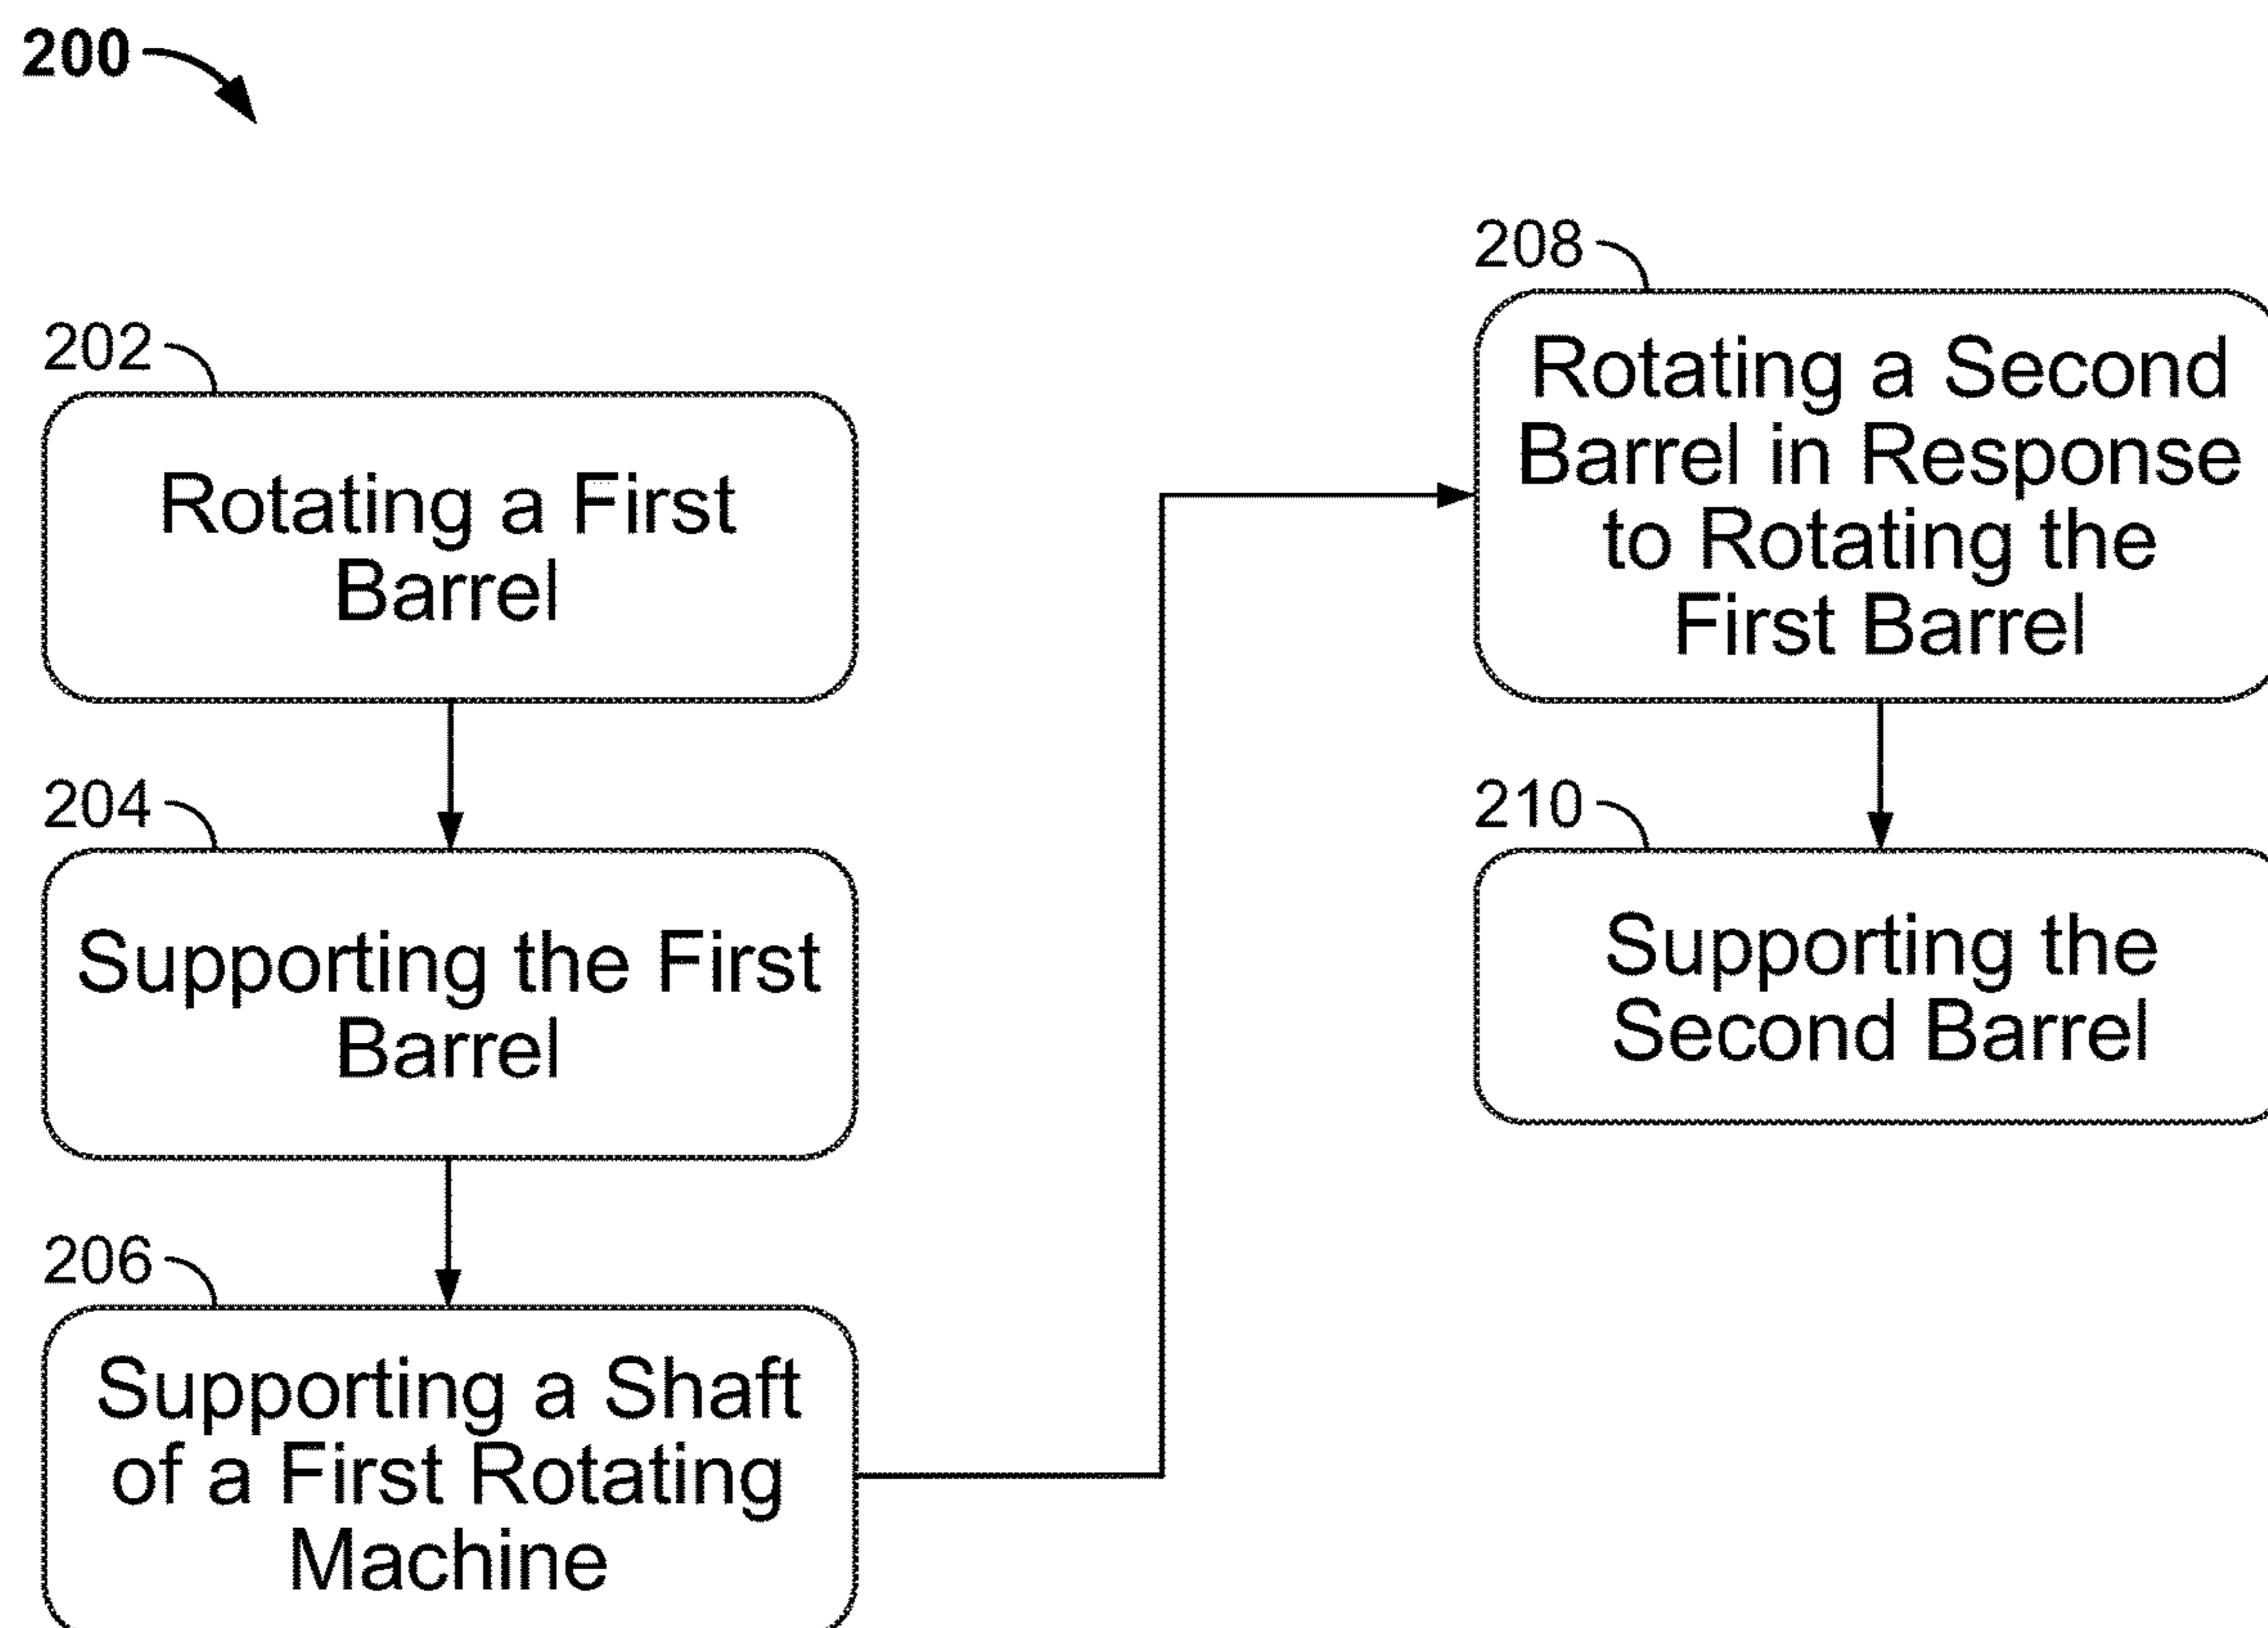 200
202
Rotating a First
Barrel
204
Supporting the First
Barrel
206
Supporting a Shaft
of a First Rotating
Machine
208
Rotating a Second
Barrel in Response
to Rotating the
First Barrel
210
Supporting the
Second Barrel